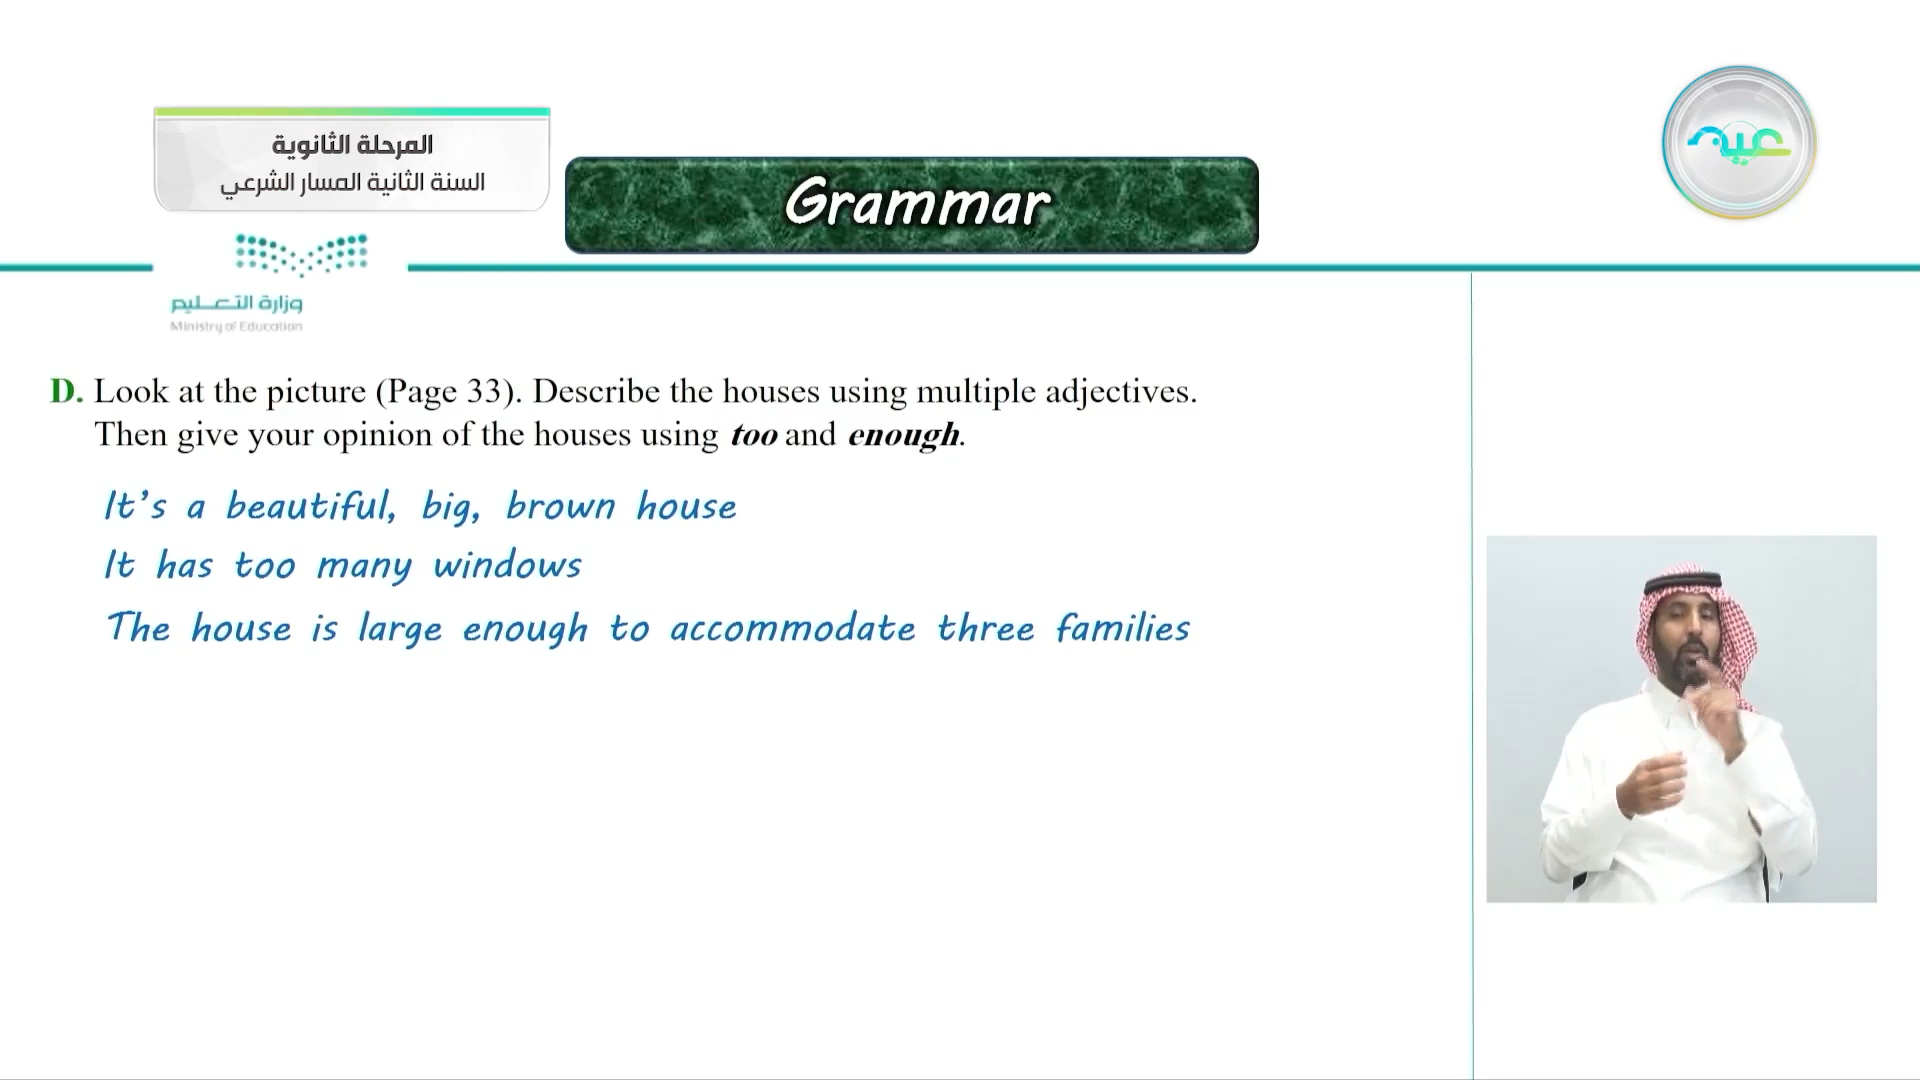 المرحلة الثانوية
السنة الثانية المسار الشرعي
Grammar
عين
وزارة التعليم
Ministry of Education
D. Look at the picture (Page 33). Describe the houses using multiple adjectives.
Then give your opinion of the houses using too and enough.
It’s a beautiful, big, brown house
It has too many windows
The house is large enough to accommodate three families